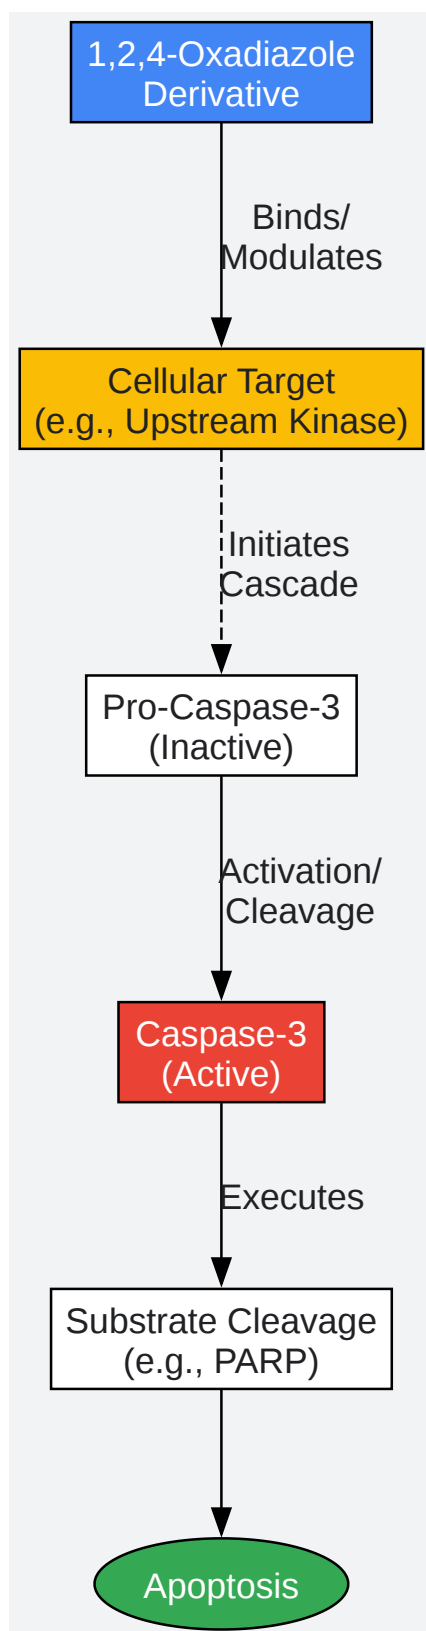 1,2,4-Oxadiazole
Derivative
Binds/
Modulates
Cellular Target
(e.g., Upstream Kinase)
Initiates
Cascade
Pro-Caspase-3
(Inactive)
Activation/
Cleavage
Caspase-3
(Active)
Executes
Substrate Cleavage
(e.g., PARP)
Apoptosis